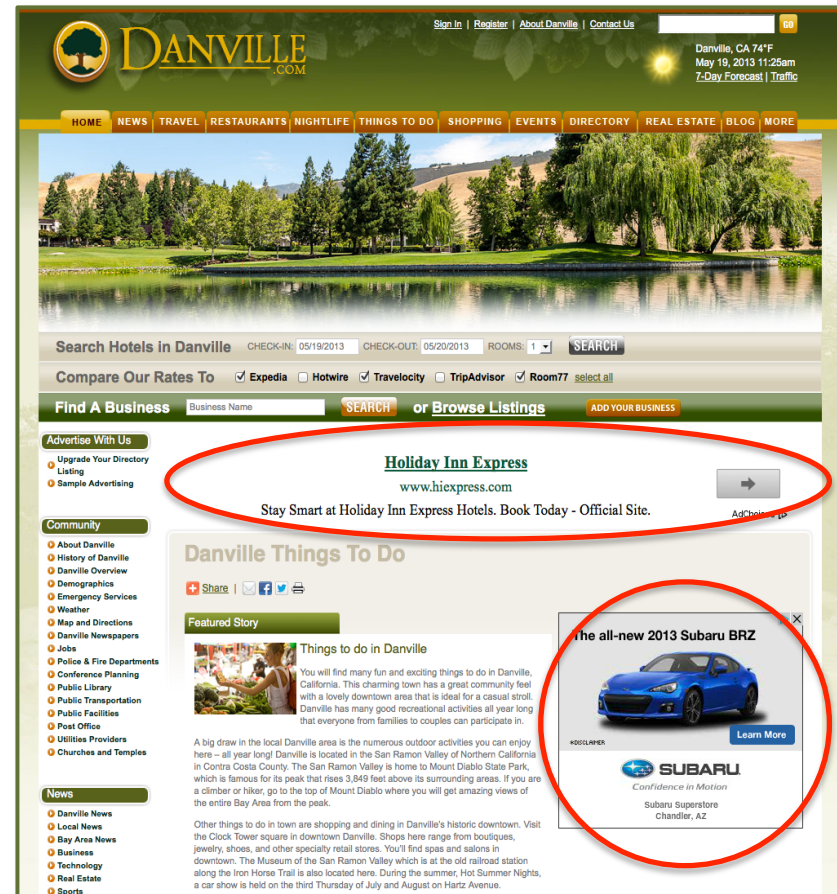 Sign In | Register | About Danville | Contact Us
GO
DANVILLE
.COM
Danville, CA 74°F
May 19, 2013 11:25am
7-Day Forecast | Traffic
HOME NEWS TRAVEL RESTAURANTS NIGHTLIFE THINGS TO DO SHOPPING EVENTS DIRECTORY REAL ESTATE BLOG MORE
Search Hotels in Danville CHECK-IN: 05/19/2013 CHECK-OUT: 05/20/2013 ROOMS: 1 SEARCH
Compare Our Rates To Expedia Hotwire Travelocity TripAdvisor Room77 select all
Find A Business Business Name SEARCH or Browse Listings ADD YOUR BUSINESS
Advertise With Us
Upgrade Your Directory
Listing
Sample Advertising
Holiday Inn Express
www.hiexpress.com
Stay Smart at Holiday Inn Express Hotels. Book Today - Official Site.
AdChoices
Community
About Danville
History of Danville
Danville Overview
Demographics
Emergency Services
Weather
Map and Directions
Danville Newspapers
Jobs
Police & Fire Departments
Conference Planning
Public Library
Public Transportation
Public Facilities
Post Office
Utilities Providers
Churches and Temples
News
Danville News
Local News
Bay Area News
Business
Technology
Real Estate
Sports
Danville Things To Do
Share |
Featured Story
Things to do in Danville
You will find many fun and exciting things to do in Danville,
California. This charming town has a great community feel
with a lovely downtown area that is ideal for a casual stroll.
Danville has many good recreational activities all year long
that everyone from families to couples can participate in.
A big draw in the local Danville area is the numerous outdoor activities you can enjoy
here – all year long! Danville is located in the San Ramon Valley of Northern California
in Contra Costa County. The San Ramon Valley is home to Mount Diablo State Park,
which is famous for its peak that rises 3,849 feet above its surrounding areas. If you are
a climber or hiker, go to the top of Mount Diablo where you will get amazing views of
the entire Bay Area from the peak.
Other things to do in town are shopping and dining in Danville's historic downtown. Visit
the Clock Tower square in downtown Danville. Shops here range from boutiques,
jewelry, shoes, and other specialty retail stores. You'll find spas and salons in
downtown. The Museum of the San Ramon Valley which is at the old railroad station
along the Iron Horse Trail is also located here. During the summer, Hot Summer Nights,
a car show is held on the third Thursday of July and August on Hartz Avenue.
The all-new 2013 Subaru BRZ
*DISCLAIMER
Learn More
SUBARU
Confidence in Motion
Subaru Superstore
Chandler, AZ